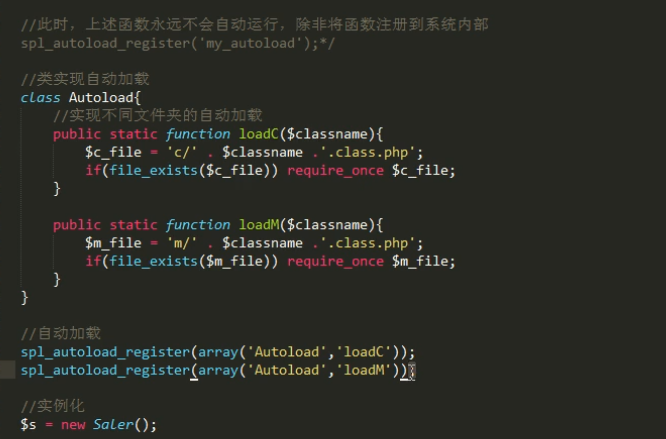 //此时，上述函数永远不会自动运行，除非将函数注册到系统内部
spl_autoload_register('my_autoload');*/
//类实现自动加载
class Autoload{
//实现不同文件夹的自动加载
public static function loadC($classname){
$c_file = 'c/' . $classname .'.class.php';
if(file_exists($c_file)) require_once $c_file;
}
public static function loadM($classname){
$m_file = 'm/' . $classname .'.class.php';
if(file_exists($m_file)) require_once $m_file;
}
}
//自动加载
spl_autoload_register(array('Autoload','loadC'));
spl_autoload_register(array('Autoload','loadM'));
//实例化
$s = new Saler();